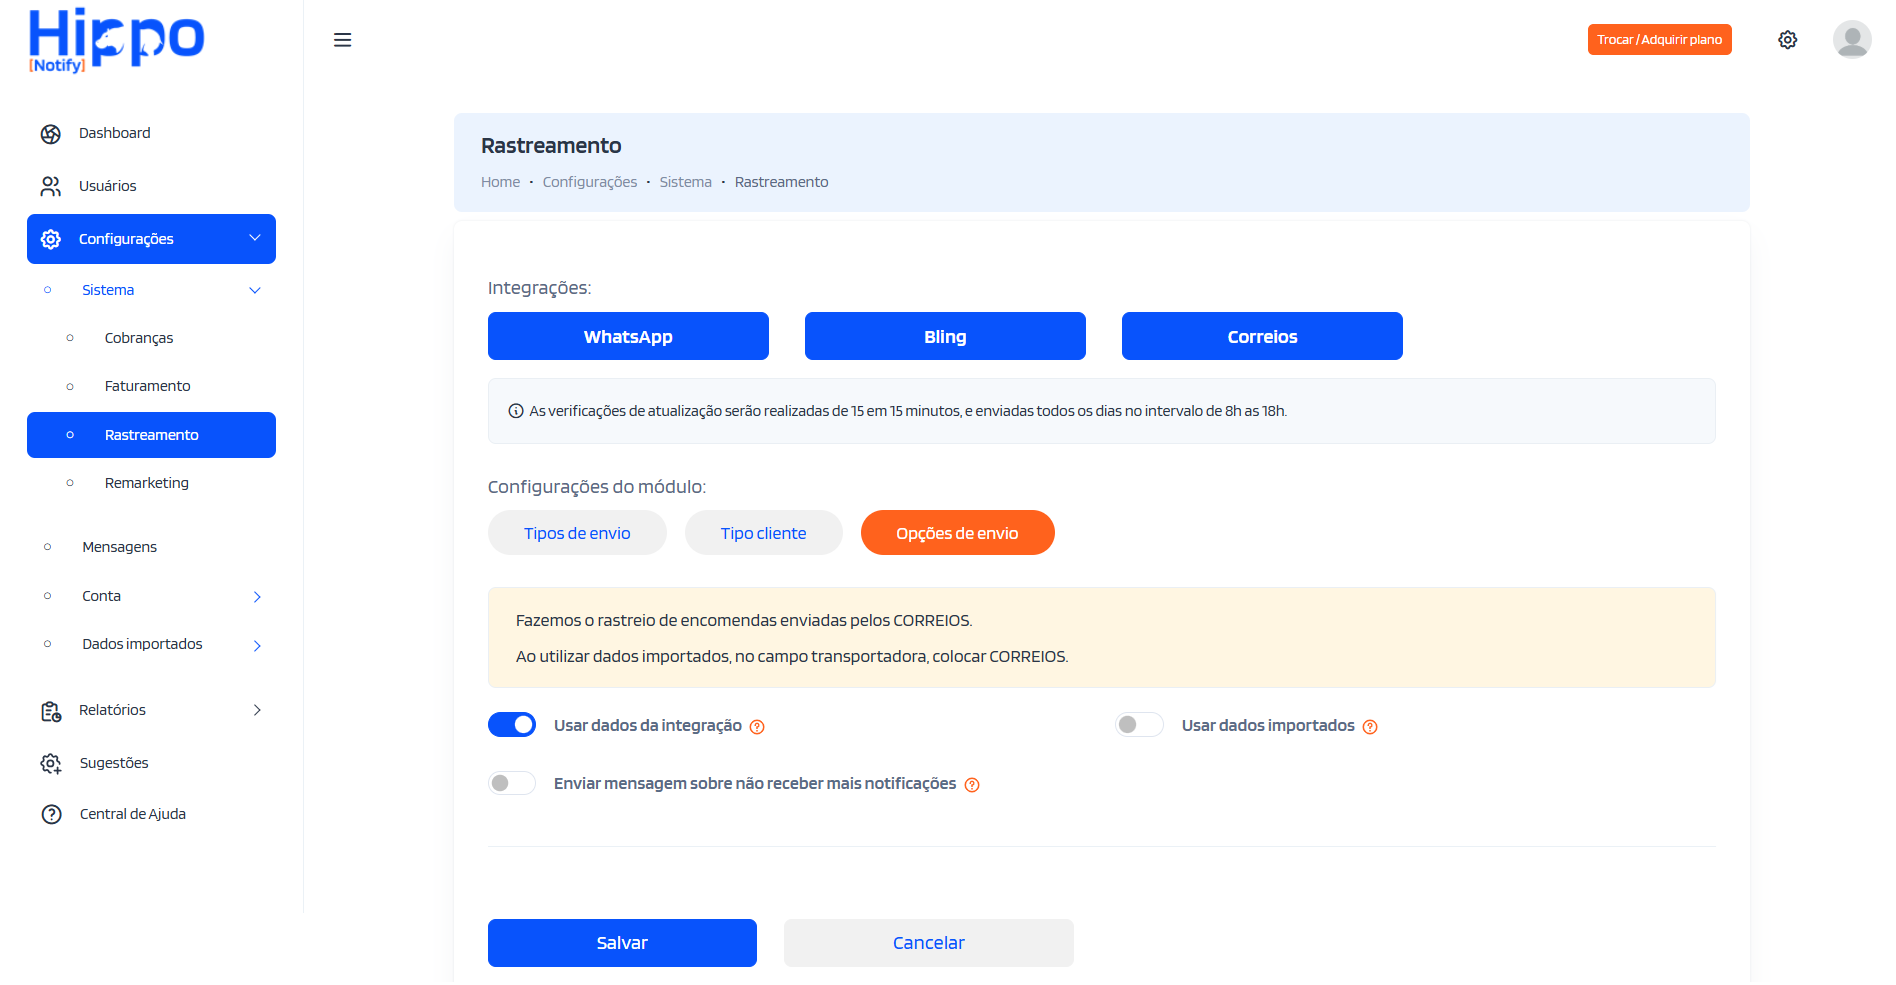 Hippo
[Notify]
Trocar / Adquirir plano
Dashboard
Usuários
Configurações
Sistema
Cobranças
Faturamento
Rastreamento
Remarketing
Mensagens
Conta
Dados importados
Relatórios
Sugestões
Central de Ajuda
Rastreamento
Home • Configurações • Sistema • Rastreamento
Integrações:
WhatsApp Bling Correios
As verificações de atualização serão realizadas de 15 em 15 minutos, e enviadas todos os dias no intervalo de 8h as 18h.
Configurações do módulo:
Tipos de envio Tipo cliente Opções de envio
Fazemos o rastreio de encomendas enviadas pelos CORREIOS.
Ao utilizar dados importados, no campo transportadora, colocar CORREIOS.
Usar dados da integração Usar dados importados
Enviar mensagem sobre não receber mais notificações
Salvar Cancelar